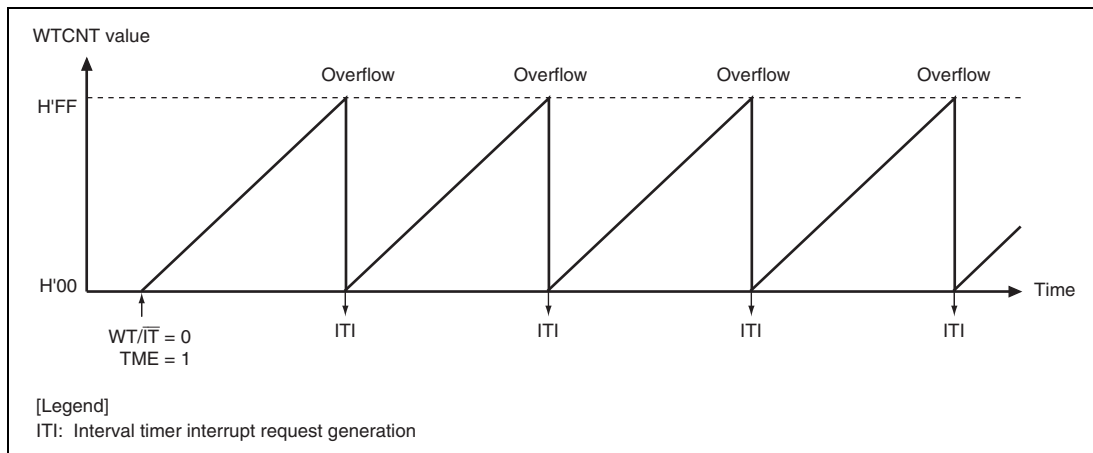 WTCNT value
Overflow Overflow Overflow Overflow
H'FF
H'00
Time
WT/I̅T̅ = 0
TME = 1
ITI ITI ITI ITI
[Legend]
ITI: Interval timer interrupt request generation